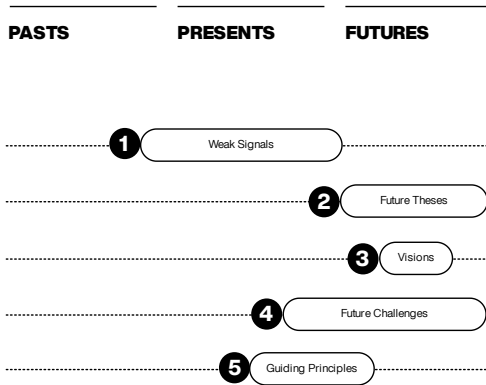 PASTS PRESENTS FUTURES
1 Weak Signals
2 Future Theses
3 Visions
4 Future Challenges
5 Guiding Principles